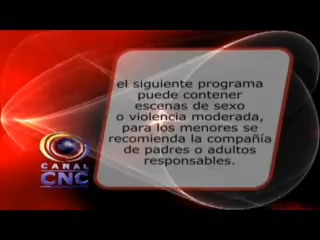 el siguiente programa
puede contener
escenas de sexo
o violencia moderada,
para los menores se
recomienda la compañía
de padres o adultos
responsables.
CANAL
CNC